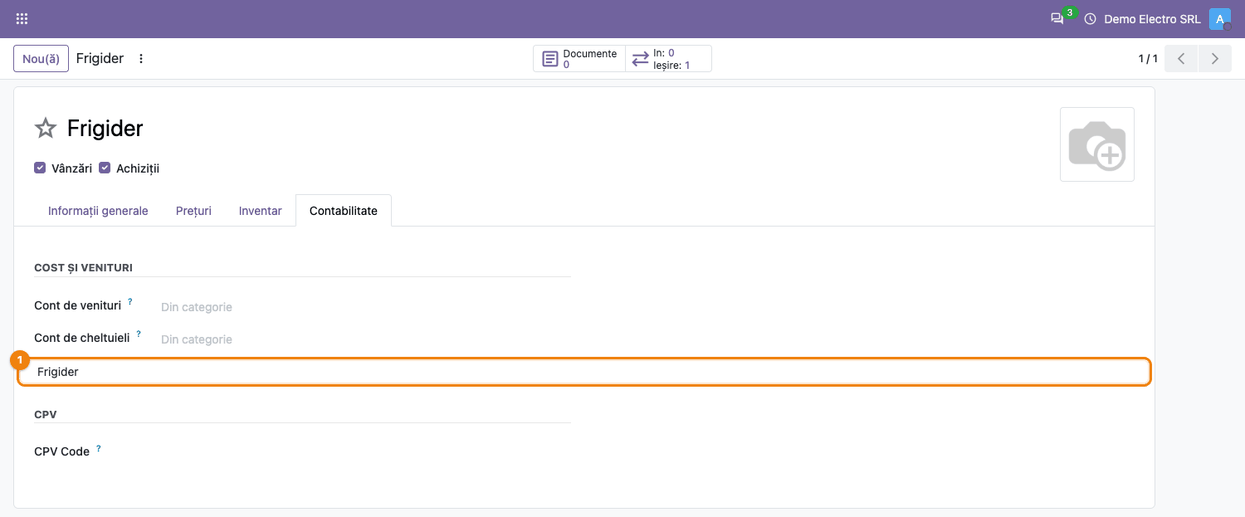 3
Demo Electro SRL
A
Nou(ă)
Frigider
Documente
0
In: 0
Ieșire: 1
1 / 1
Frigider
Vânzări
Achiziții
Informații generale
Prețuri
Inventar
Contabilitate
COST ȘI VENITURI
Cont de venituri ?
Din categorie
Cont de cheltuieli ?
Din categorie
1
Frigider
CPV
CPV Code ?